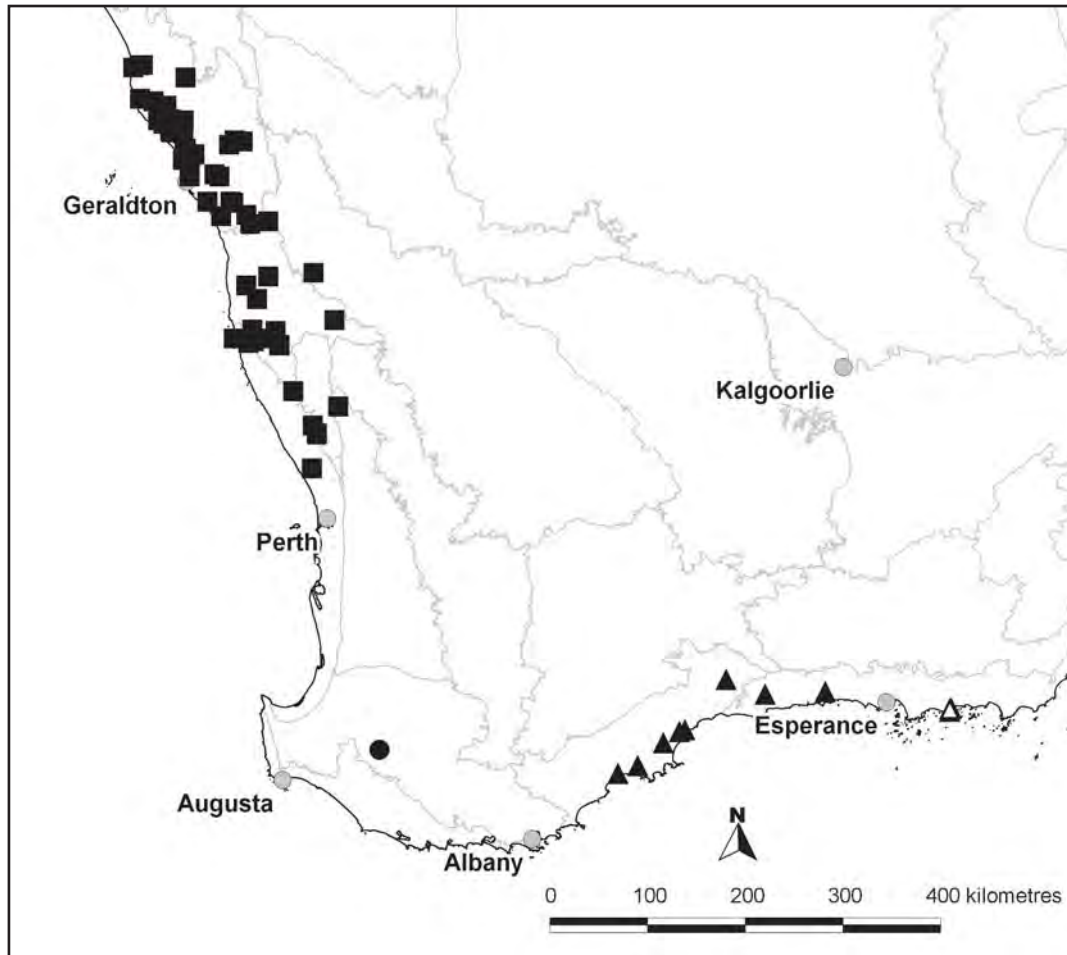 Geraldton
Kalgoorlie
Perth
Esperance
Augusta
Albany
N
0 100 200 300 400 kilometres